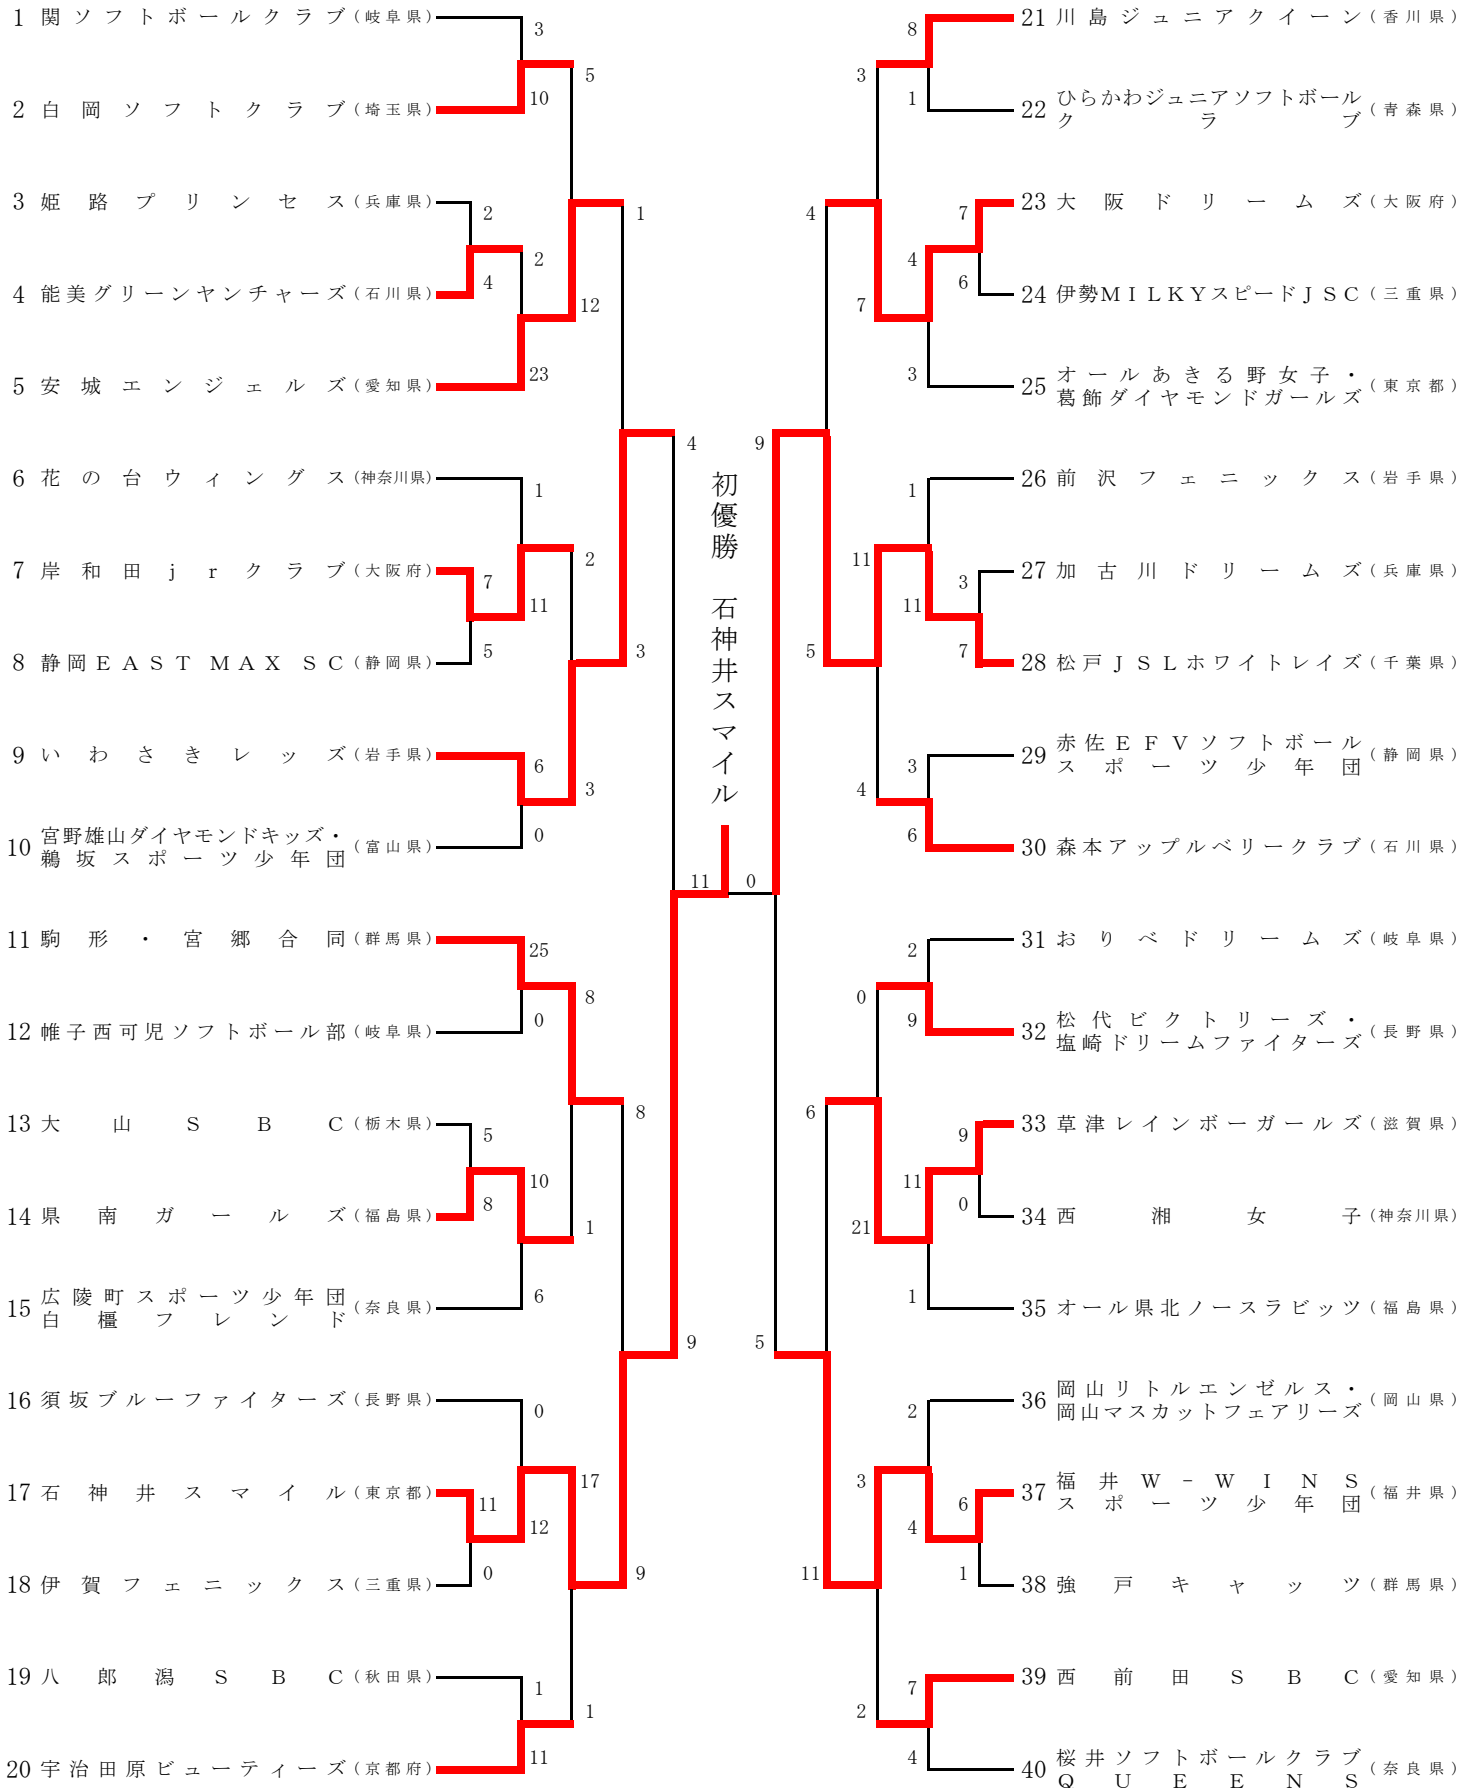 1 関ソフトボールクラブ(岐阜県)
3
5
2 白岡ソフトクラブ(埼玉県)
10
3 姫路プリンセス(兵庫県)
2
1
2
4 能美グリーンヤンチャーズ(石川県)
4
12
5 安城エンジェルズ(愛知県)
23
4
6 花の台ウィングス(神奈川県)
1
2
7 岸和田jrクラブ(大阪府)
7
11
8 静岡EAST MAX SC(静岡県)
5
3
9 いわさきレッズ(岩手県)
6
3
10 宮野雄山ダイヤモンドキッズ・
鵜坂スポーツ少年団(富山県)
0
11
11 駒形・宮郷合同(群馬県)
25
8
12 帷子西可児ソフトボール部(岐阜県)
0
13 大山SBC(栃木県)
5
8
10
14 県南ガールズ(福島県)
8
1
15 広陵町スポーツ少年団
白橿フレンド(奈良県)
6
9
16 須坂ブルーファイターズ(長野県)
0
17
17 石神井スマイル(東京都)
11
12
18 伊賀フェニックス(三重県)
0
9
19 八郎潟SBC(秋田県)
1
1
20 宇治田原ビューティーズ(京都府)
11
初優勝 石神井スマイル
21 川島ジュニアクイーン(香川県)
8
3
22 ひらかわジュニアソフトボール
クラブ(青森県)
1
23 大阪ドリームズ(大阪府)
7
4
4
24 伊勢MILKYスピードJSC(三重県)
6
7
25 オールあきる野女子・
葛飾ダイヤモンドガールズ(東京都)
3
9
26 前沢フェニックス(岩手県)
1
11
27 加古川ドリームズ(兵庫県)
3
11
28 松戸JSLホワイトレイズ(千葉県)
7
5
29 赤佐EFVソフトボール
スポーツ少年団(静岡県)
3
4
30 森本アップルベリークラブ(石川県)
6
0
31 おりべドリームズ(岐阜県)
2
0
32 松代ビクトリーズ・
塩崎ドリームファイターズ(長野県)
9
33 草津レインボーガールズ(滋賀県)
9
6
11
34 西湘女子(神奈川県)
0
21
35 オール県北ノースラビッツ(福島県)
1
5
36 岡山リトルエンゼルス・
岡山マスカットフェアリーズ(岡山県)
2
3
37 福井W-WINS
スポーツ少年団(福井県)
6
4
38 強戸キャッツ(群馬県)
1
11
39 西前田SBC(愛知県)
7
2
40 桜井ソフトボールクラブ
QUEENS(奈良県)
4